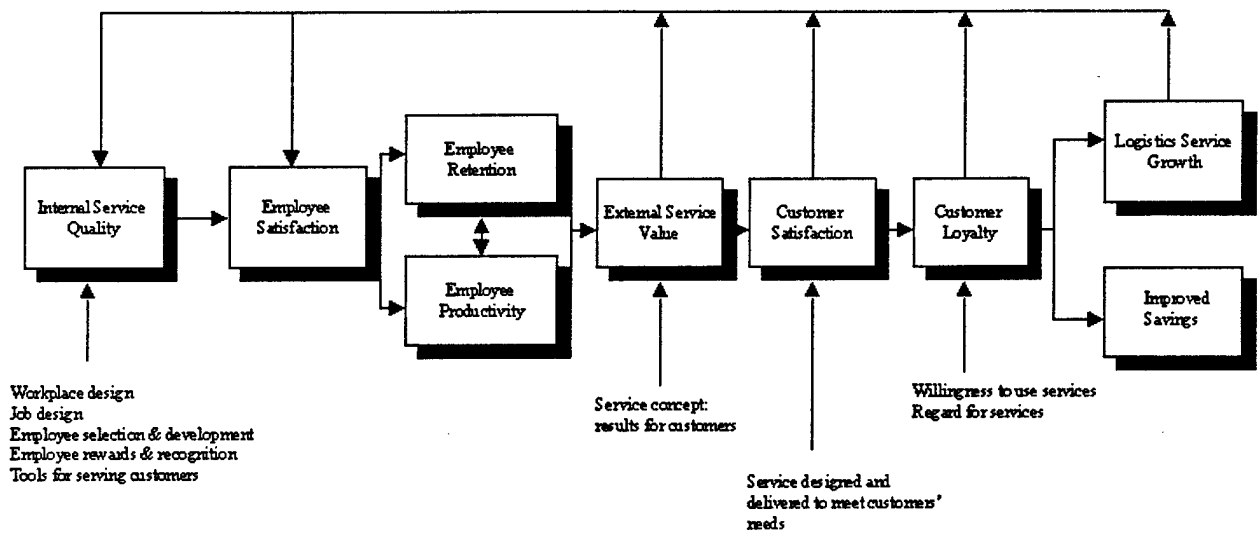 Internal Service
Quality
Employee
Satisfaction
Employee
Retention
Employee
Productivity
External Service
Value
Customer
Satisfaction
Customer
Loyalty
Logistics Service
Growth
Improved
Savings
Workplace design
Job design
Employee selection & development
Employee rewards & recognition
Tools for serving customers
Service concept:
results for customers
Service designed and
delivered to meet customers'
needs
Willingness to use services
Regard for services